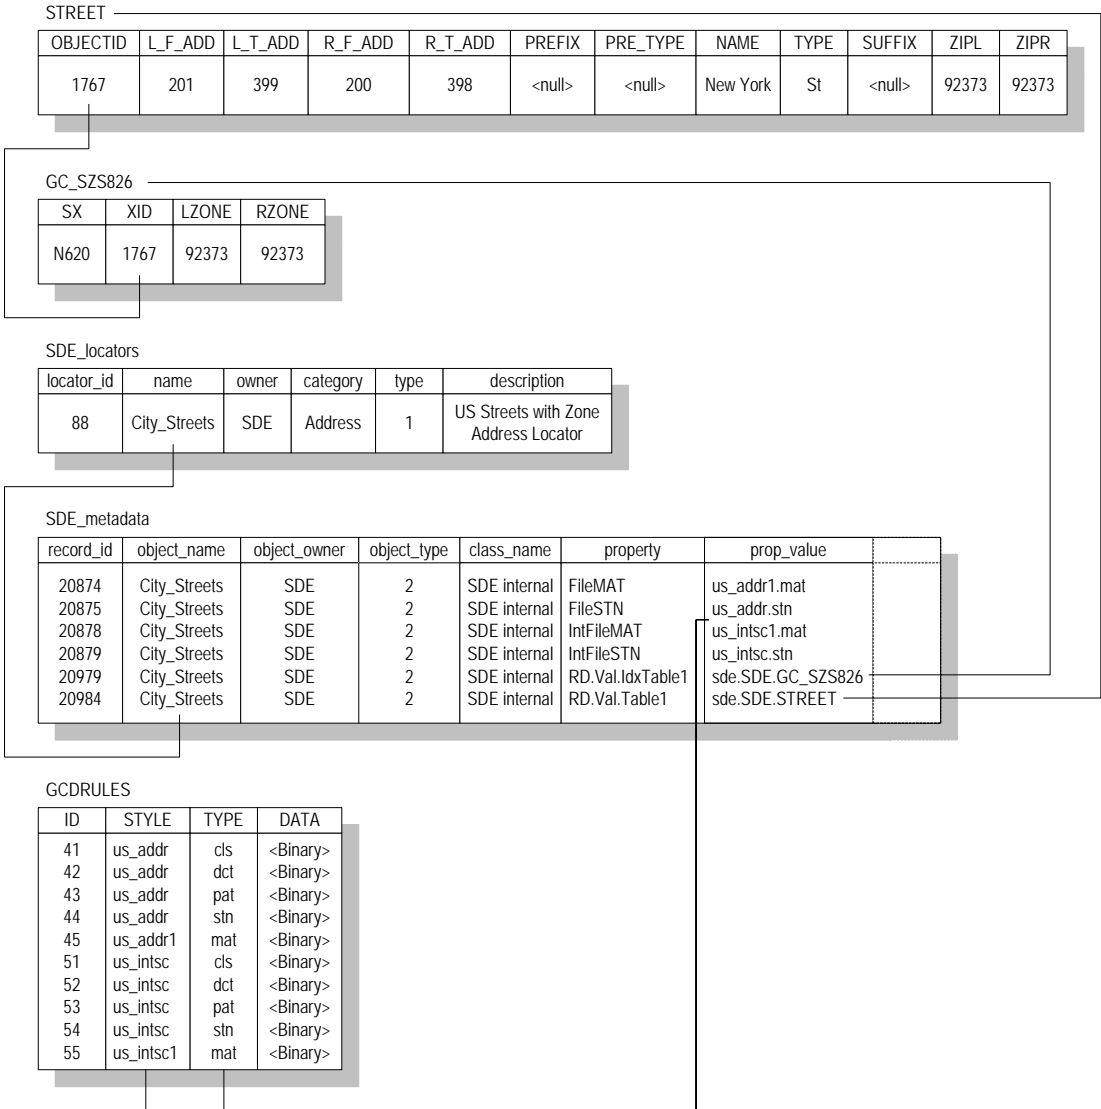 STREET
OBJECTID L_F_ADD L_T_ADD R_F_ADD R_T_ADD PREFIX PRE_TYPE NAME TYPE SUFFIX ZIPL ZIPR
1767 201 399 200 398 <null> <null> New York St <null> 92373 92373
GC_SZS826
SX XID LZONE RZONE
N620 1767 92373 92373
SDE_locators
locator_id name owner category type description
88 City_Streets SDE Address 1 US Streets with Zone
Address Locator
SDE_metadata
record_id object_name object_owner object_type class_name property prop_value
20874 City_Streets SDE 2 SDE internal FileMAT us_addr1.mat
20875 City_Streets SDE 2 SDE internal FileSTN us_addr.stn
20878 City_Streets SDE 2 SDE internal IntFileMAT us_intsc1.mat
20879 City_Streets SDE 2 SDE internal IntFileSTN us_intsc.stn
20979 City_Streets SDE 2 SDE internal RD.Val.IdxTable1 sde.SDE.GC_SZS826
20984 City_Streets SDE 2 SDE internal RD.Val.Table1 sde.SDE.STREET
GCDRULES
ID STYLE TYPE DATA
41 us_addr cls <Binary>
42 us_addr dct <Binary>
43 us_addr pat <Binary>
44 us_addr stn <Binary>
45 us_addr1 mat <Binary>
51 us_intsc cls <Binary>
52 us_intsc dct <Binary>
53 us_intsc pat <Binary>
54 us_intsc stn <Binary>
55 us_intsc1 mat <Binary>